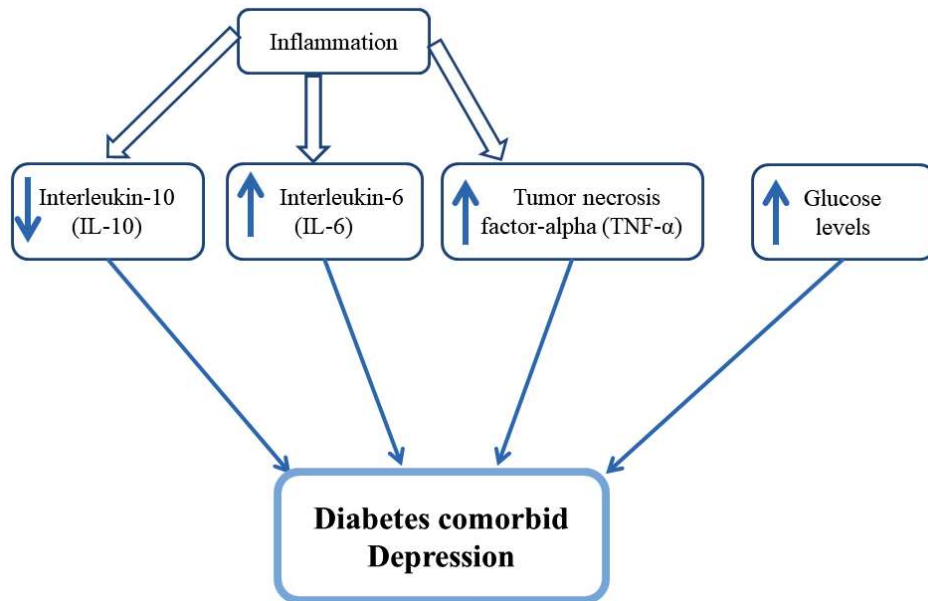 Inflammation
Interleukin-10
(IL-10)
Interleukin-6
(IL-6)
Tumor necrosis
factor-alpha (TNF-α)
Glucose
levels
Diabetes comorbid
Depression